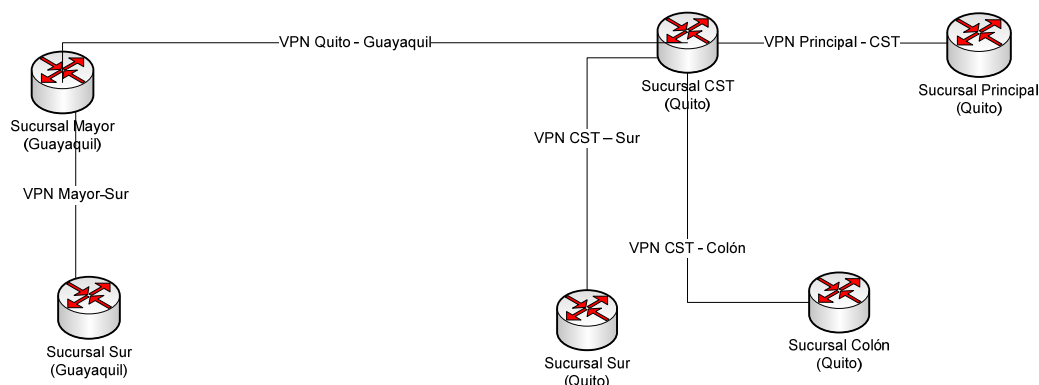 VPN Quito - Guayaquil
VPN Principal - CST
Sucursal CST
(Quito)
Sucursal Principal
(Quito)
Sucursal Mayor
(Guayaquil)
VPN CST – Sur
VPN Mayor-Sur
VPN CST - Colón
Sucursal Sur
(Guayaquil)
Sucursal Sur
(Quito)
Sucursal Colón
(Quito)